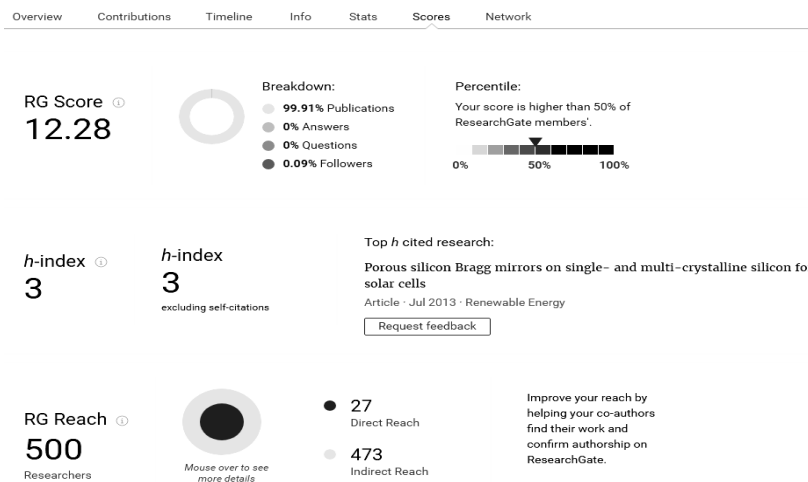 Overview Contributions Timeline Info Stats Scores Network
RG Score
12.28
Breakdown:
99.91% Publications
0% Answers
0% Questions
0.09% Followers
Percentile:
Your score is higher than 50% of
ResearchGate members'.
0% 50% 100%
h-index
3
h-index
3
excluding self-citations
Top h cited research:
Porous silicon Bragg mirrors on single- and multi-crystalline silicon fo
solar cells
Article · Jul 2013 · Renewable Energy
Request feedback
RG Reach
500
Researchers
Mouse over to see
more details
27
Direct Reach
473
Indirect Reach
Improve your reach by
helping your co-authors
find their work and
confirm authorship on
ResearchGate.